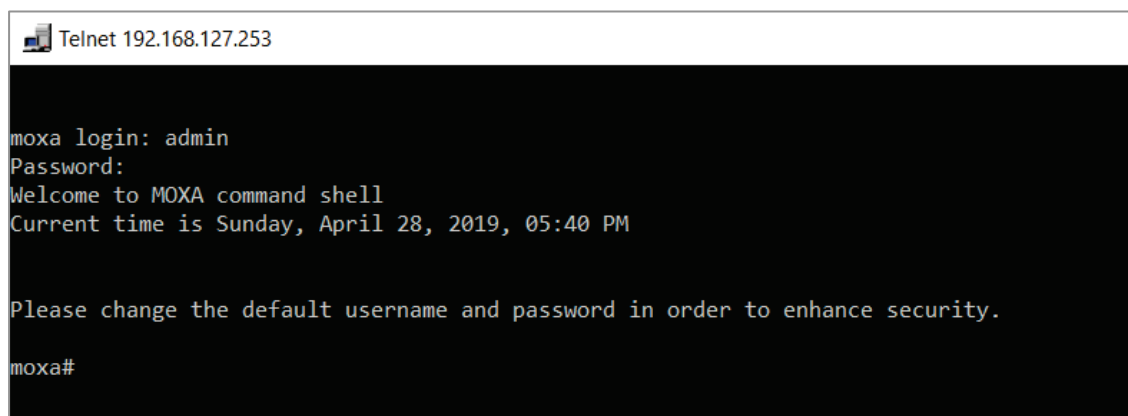 Telnet 192.168.127.253
moxa login: admin
Password:
Welcome to MOXA command shell
Current time is Sunday, April 28, 2019, 05:40 PM
Please change the default username and password in order to enhance security.
moxa#